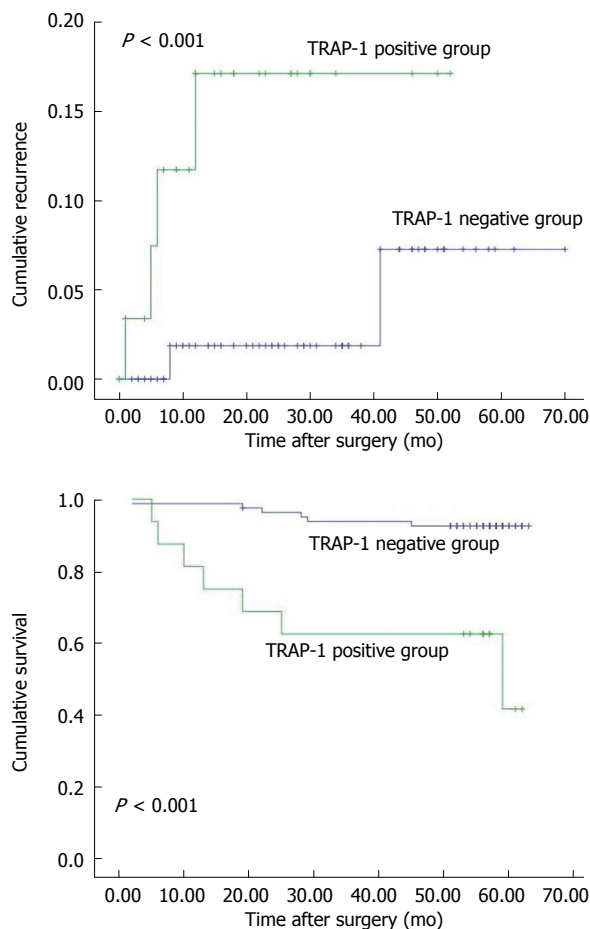 0.20
P < 0.001
TRAP-1 positive group
0.15
Cumulative recurrence
0.10
TRAP-1 negative group
0.05
0.00
0.00 10.00 20.00 30.00 40.00 50.00 60.00 70.00
Time after surgery (mo)
1.0
TRAP-1 negative group
0.8
Cumulative survival
0.6
TRAP-1 positive group
0.4
0.2
P < 0.001
0.0
0.00 10.00 20.00 30.00 40.00 50.00 60.00 70.00
Time after surgery (mo)